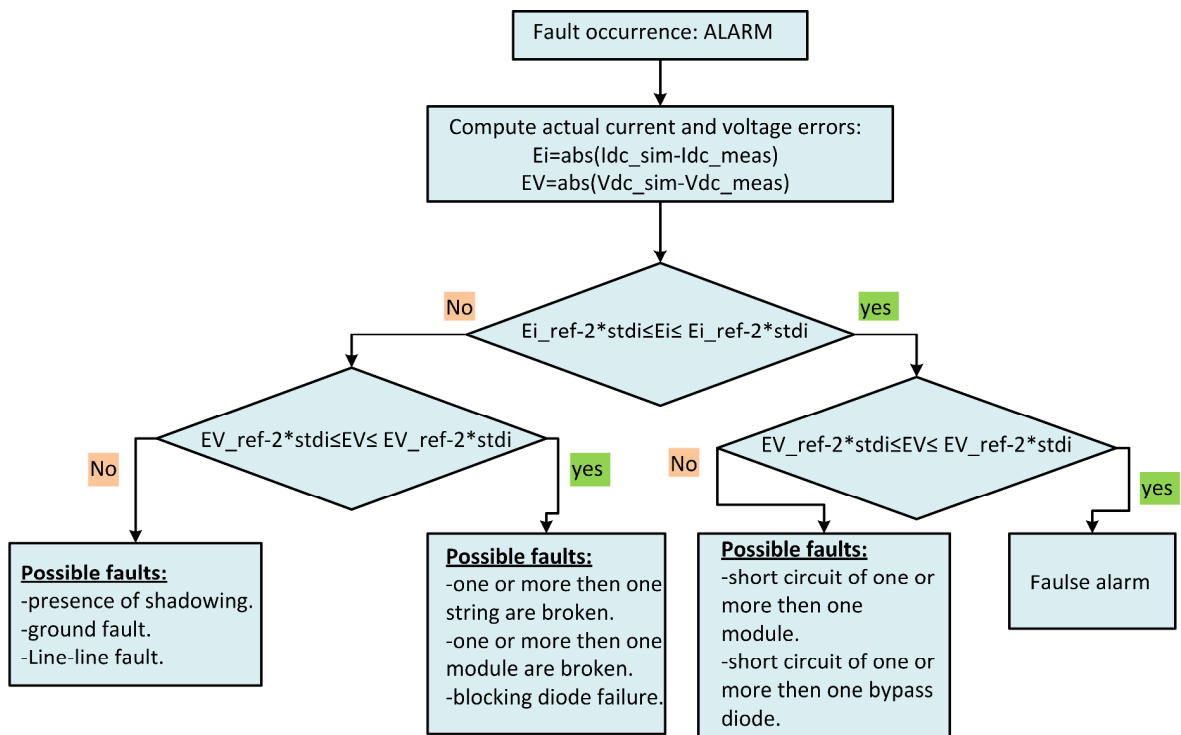 Fault occurrence: ALARM
Compute actual current and voltage errors:
Ei=abs(Idc_sim-Idc_meas)
EV=abs(Vdc_sim-Vdc_meas)
No
yes
Ei_ref-2*stdi≤Ei≤ Ei_ref-2*stdi
EV_ref-2*stdi≤EV≤ EV_ref-2*stdi
EV_ref-2*stdi≤EV≤ EV_ref-2*stdi
No
yes
No
yes
Possible faults:
-presence of shadowing.
-ground fault.
-Line-line fault.
Possible faults:
-one or more then one
string are broken.
-one or more then one
module are broken.
-blocking diode failure.
Possible faults:
-short circuit of one or
more then one
module.
-short circuit of one or
more then one bypass
diode.
Faulse alarm